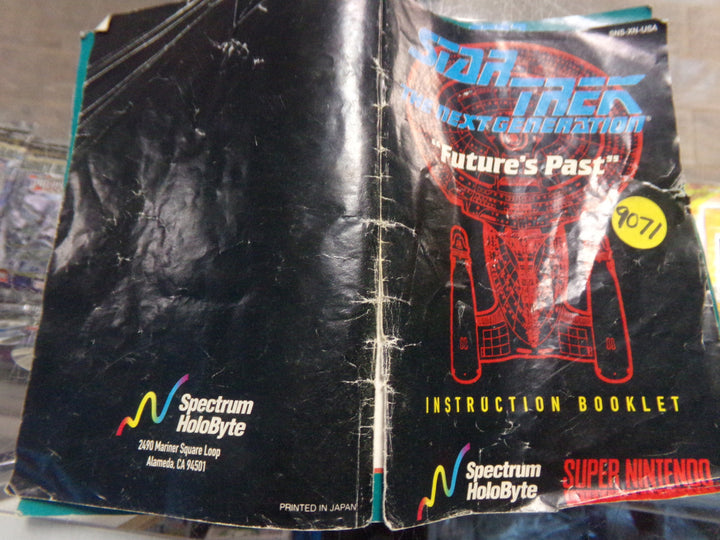 Spectrum
HoloByte
2490 Mariner Square Loop
Alameda, CA 94501
PRINTED IN JAPAN
SNS-XN-USA
STAR TREK
THE NEXT GENERATION
"Future's Past"
9071
INSTRUCTION BOOKLET
Spectrum
HoloByte
SUPER NINTENDO